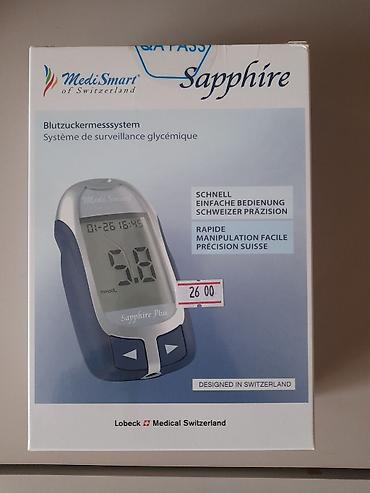 QA PASS
MediSmart®
of Switzerland
Sapphire
Blutzuckermesssystem
Système de surveillance glycémique
SCHNELL
EINFACHE BEDIENUNG
SCHWEIZER PRÄZISION
RAPIDE
MANIPULATION FACILE
PRÉCISION SUISSE
MediSmart
01-26 16:45
5.8
mmol/L
Sapphire Plus
26 00
DESIGNED IN SWITZERLAND
Lobeck Medical Switzerland